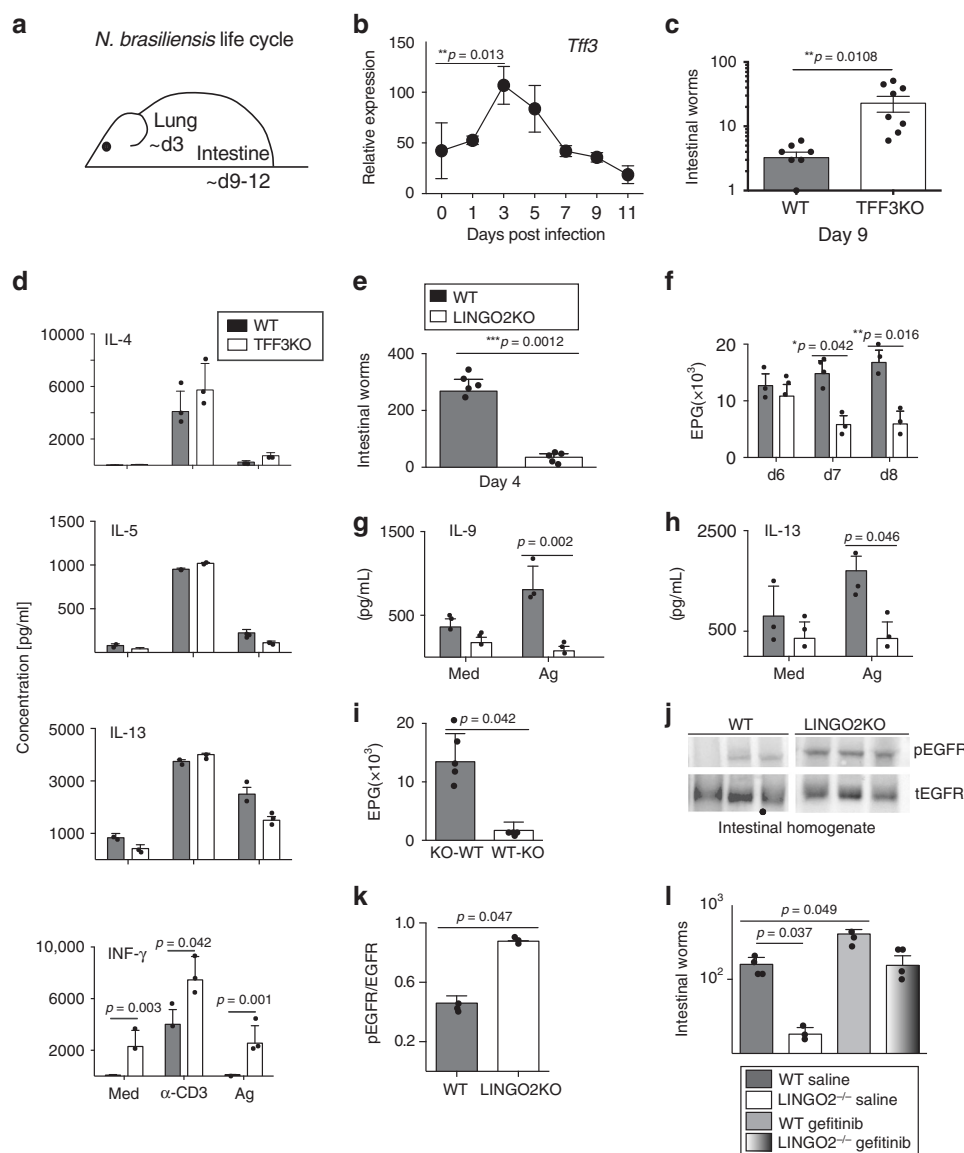 a
N. brasiliensis life cycle
Lung
~d3
Intestine
~d9-12
b
**p = 0.013
Tff3
150
100
50
0
Relative expression
0 1 3 5 7 9 11
Days post infection
c
**p = 0.0108
100
10
1
Intestinal worms
WT TFF3KO
Day 9
d
WT
TFF3KO
10000
6000
2000
IL-4
1500
1000
500
IL-5
5000
3000
1000
IL-13
10,000
6000
2000
INF-γ
p = 0.003
p = 0.042
p = 0.001
Concentration [pg/ml]
Med α-CD3 Ag
e
WT
LINGO2KO
***p = 0.0012
400
200
0
Intestinal worms
Day 4
f
*p = 0.042
**p = 0.016
20
10
0
EPG(×10³)
d6 d7 d8
g
IL-9
p = 0.002
1500
500
(pg/mL)
Med Ag
h
IL-13
p = 0.046
2500
500
(pg/mL)
Med Ag
i
p = 0.042
20
10
0
EPG(×10³)
KO-WT WT-KO
j
WT LINGO2KO
pEGFR
tEGFR
Intestinal homogenate
k
p = 0.047
1.0
0.6
0.2
pEGFR/EGFR
WT LINGO2KO
l
p = 0.049
p = 0.037
10³
10²
Intestinal worms
WT saline
LINGO2⁻/⁻ saline
WT gefitinib
LINGO2⁻/⁻ gefitinib